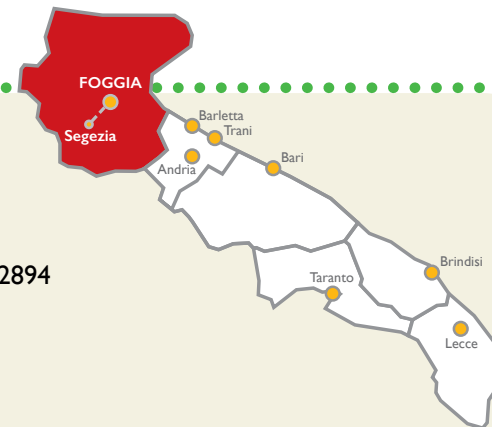 FOGGIA
Segezia
Barletta
Trani
Andria
Bari
2894
Brindisi
Taranto
Lecce